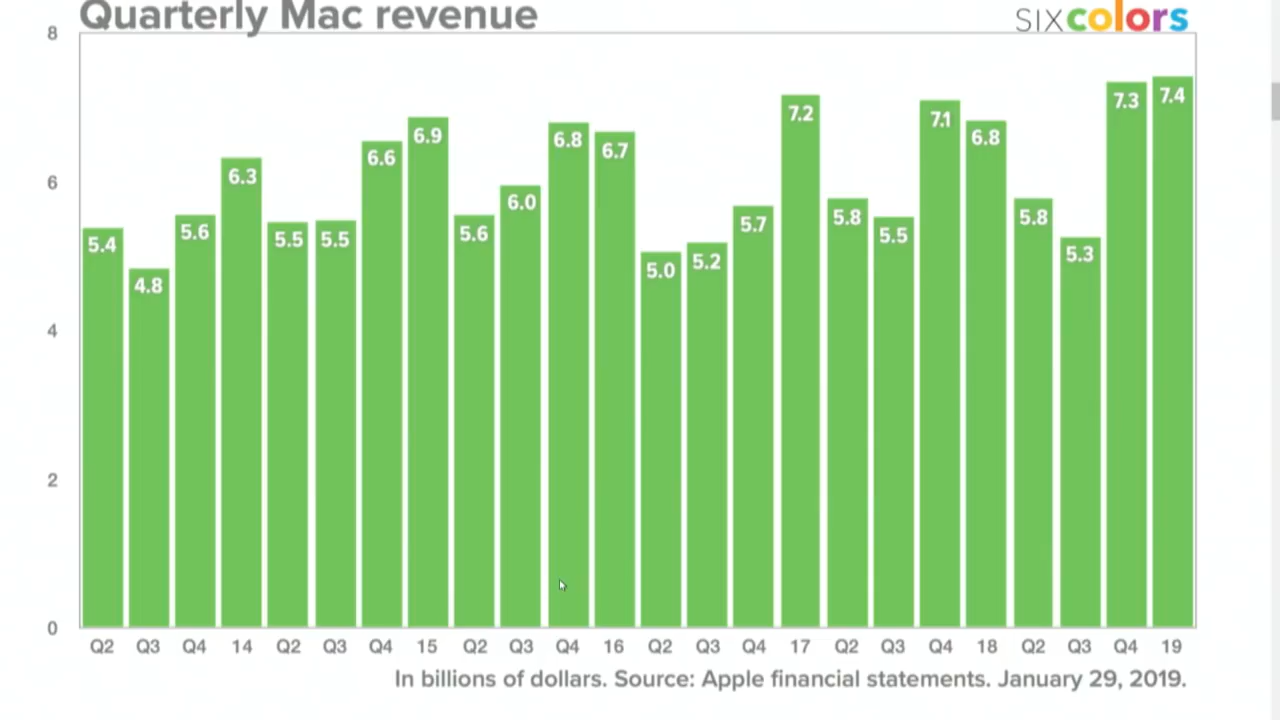 Quarterly Mac revenue
SIXcolors
8
6
4
2
0
5.4 4.8 5.6 6.3 5.5 5.5 6.6 6.9 5.6 6.0 6.8 6.7 5.0 5.2 5.7 7.2 5.8 5.5 7.1 6.8 5.8 5.3 7.3 7.4
Q2 Q3 Q4 14 Q2 Q3 Q4 15 Q2 Q3 Q4 16 Q2 Q3 Q4 17 Q2 Q3 Q4 18 Q2 Q3 Q4 19
In billions of dollars. Source: Apple financial statements. January 29, 2019.